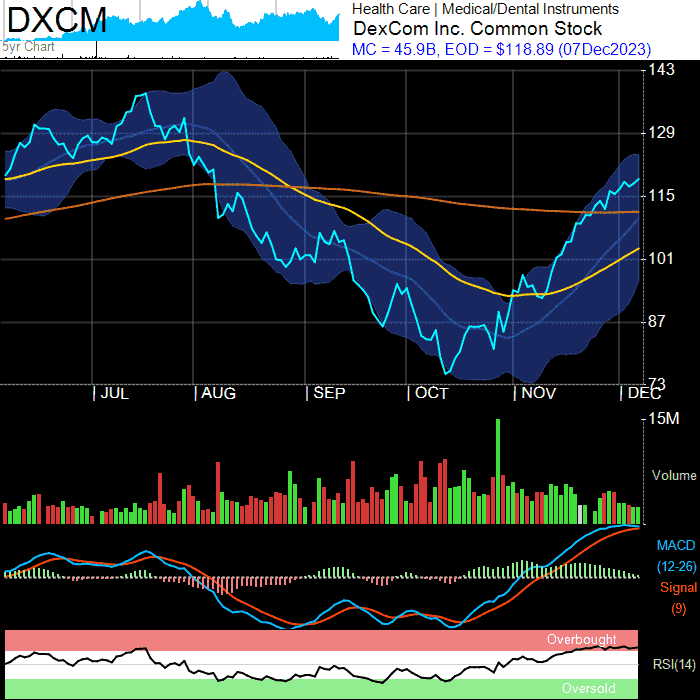 DXCM
5yr Chart
Health Care | Medical/Dental Instruments
DexCom Inc. Common Stock
MC = 45.9B, EOD = $118.89 (07Dec2023)
143
129
115
101
87
73
JUL
AUG
SEP
OCT
NOV
DEC
15M
Volume
MACD
(12-26)
Signal
(9)
Overbought
RSI(14)
Oversold